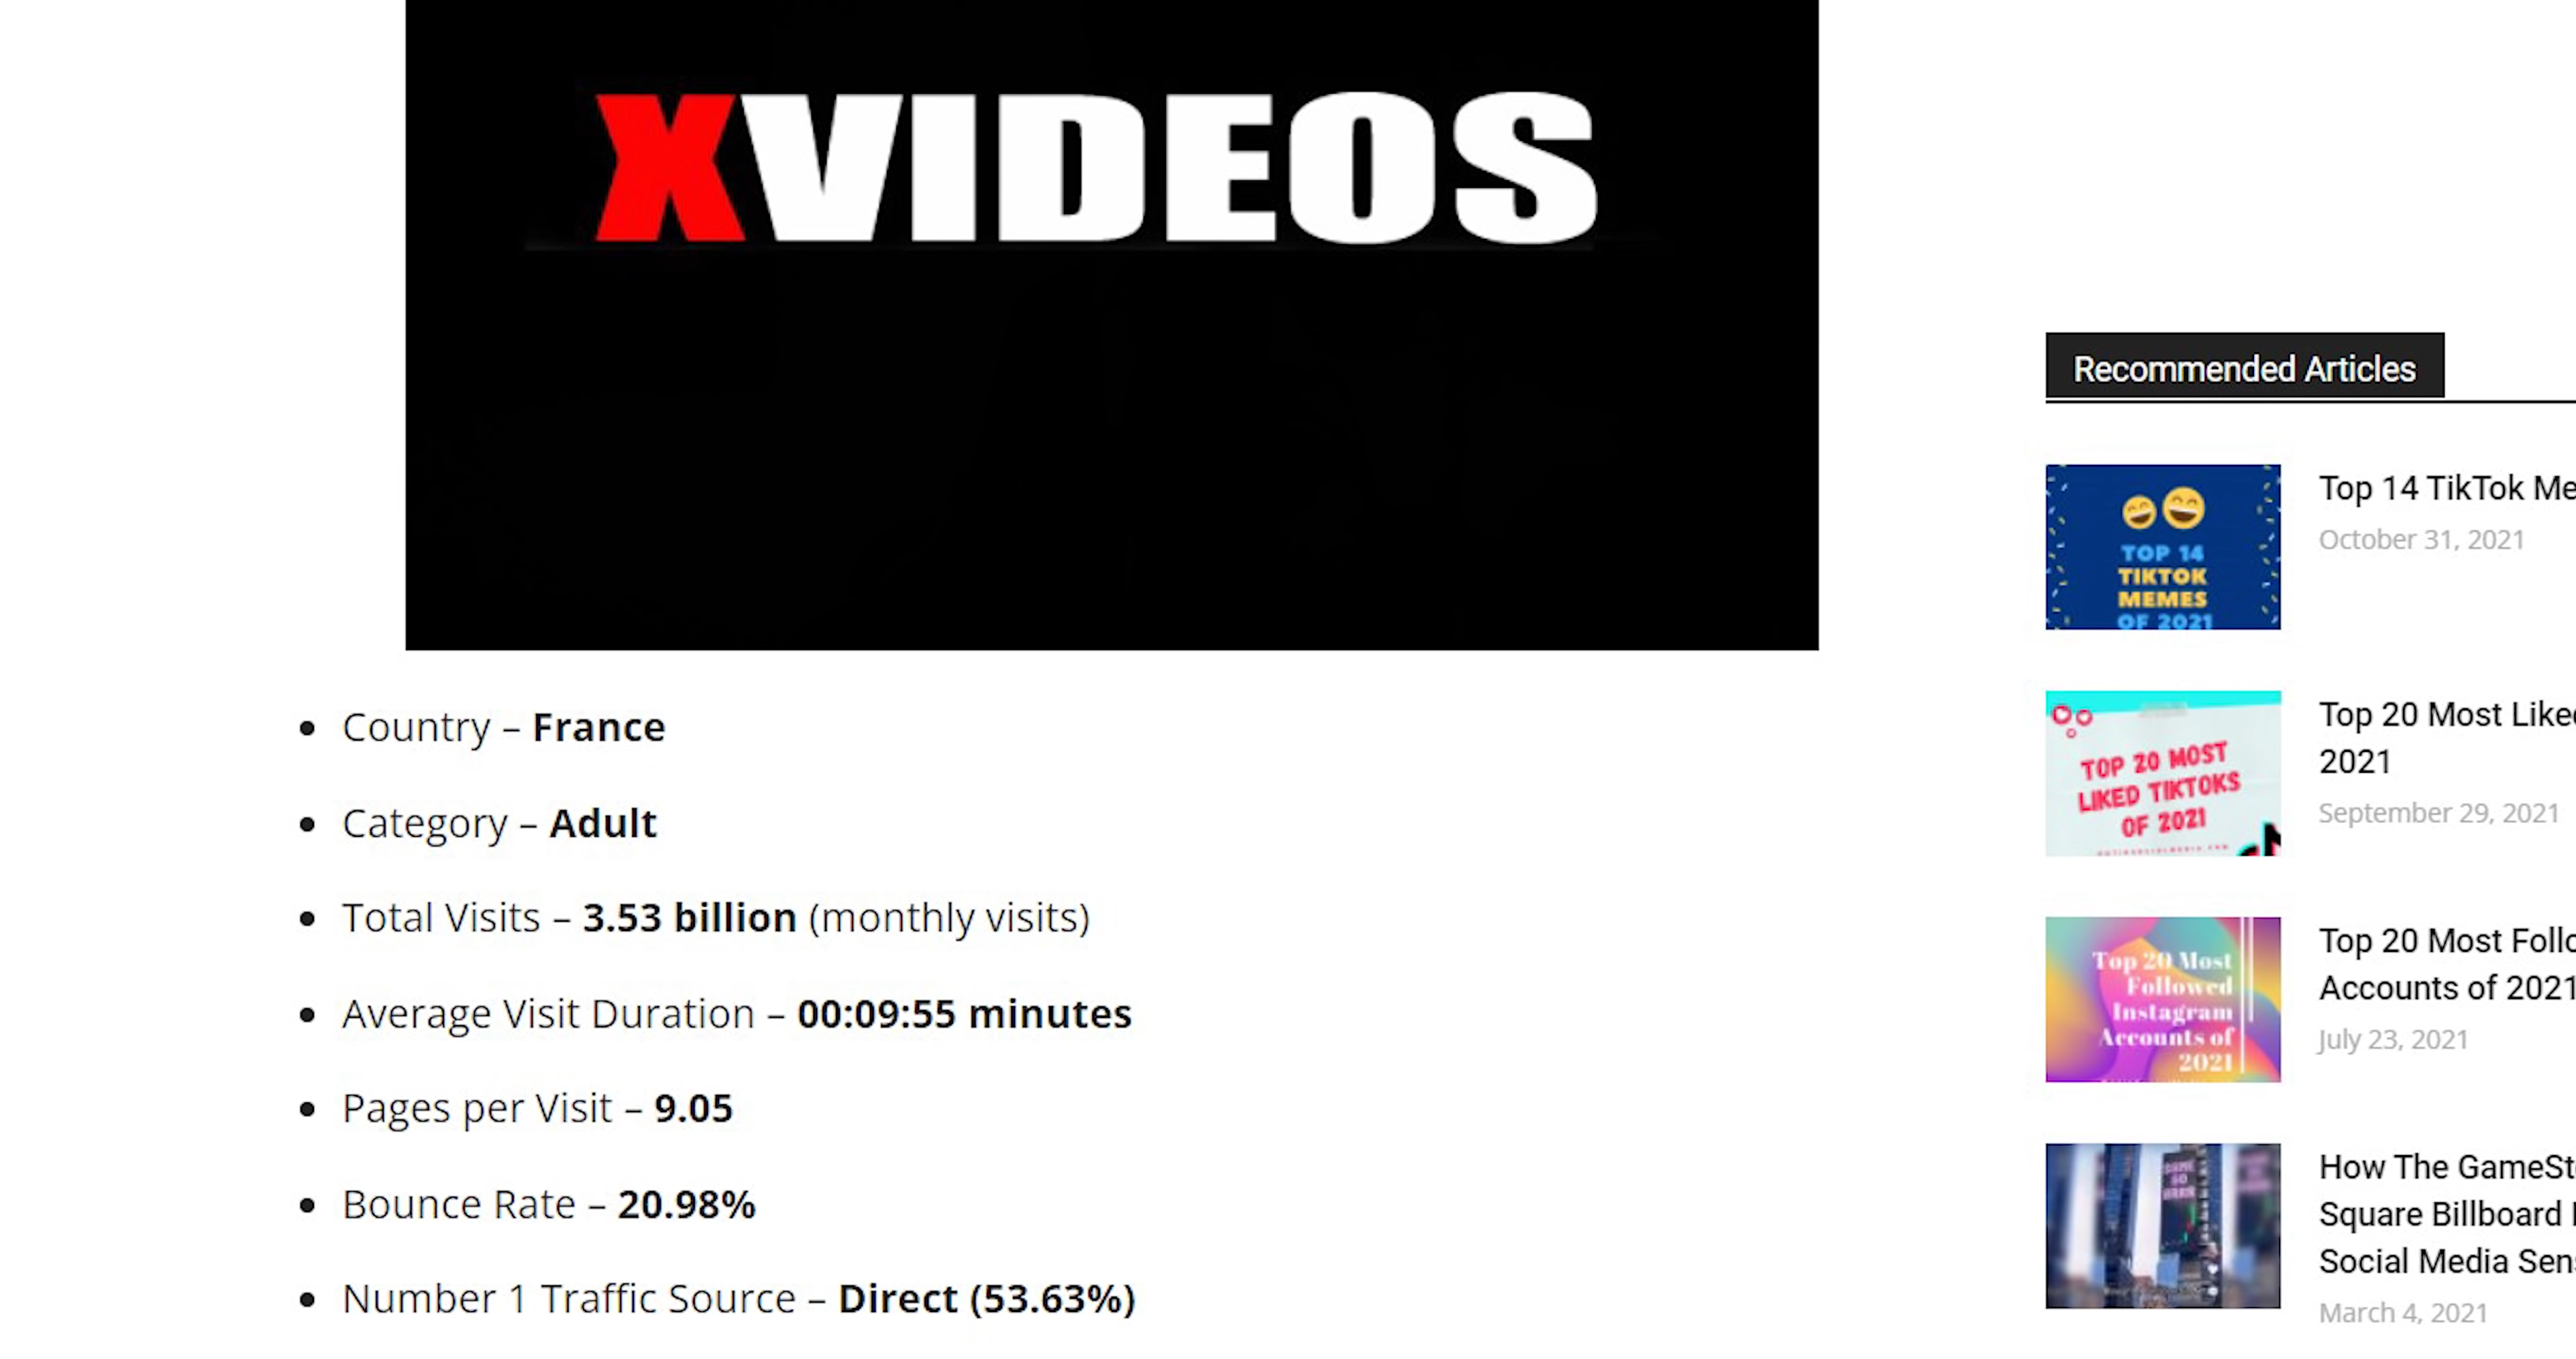 XVIDEOS
Country – France
Category – Adult
Total Visits – 3.53 billion (monthly visits)
Average Visit Duration – 00:09:55 minutes
Pages per Visit – 9.05
Bounce Rate – 20.98%
Number 1 Traffic Source – Direct (53.63%)
Recommended Articles
TOP 14
TIKTOK
MEMES
OF 2021
Top 14 TikTok Me
October 31, 2021
TOP 20 MOST
LIKED TIKTOKS
OF 2021
Top 20 Most Like
2021
September 29, 2021
Top 20 Most
Followed
Instagram
Accounts of
2021
Top 20 Most Follo
Accounts of 2021
July 23, 2021
How The GameSt
Square Billboard
Social Media Sen
March 4, 2021